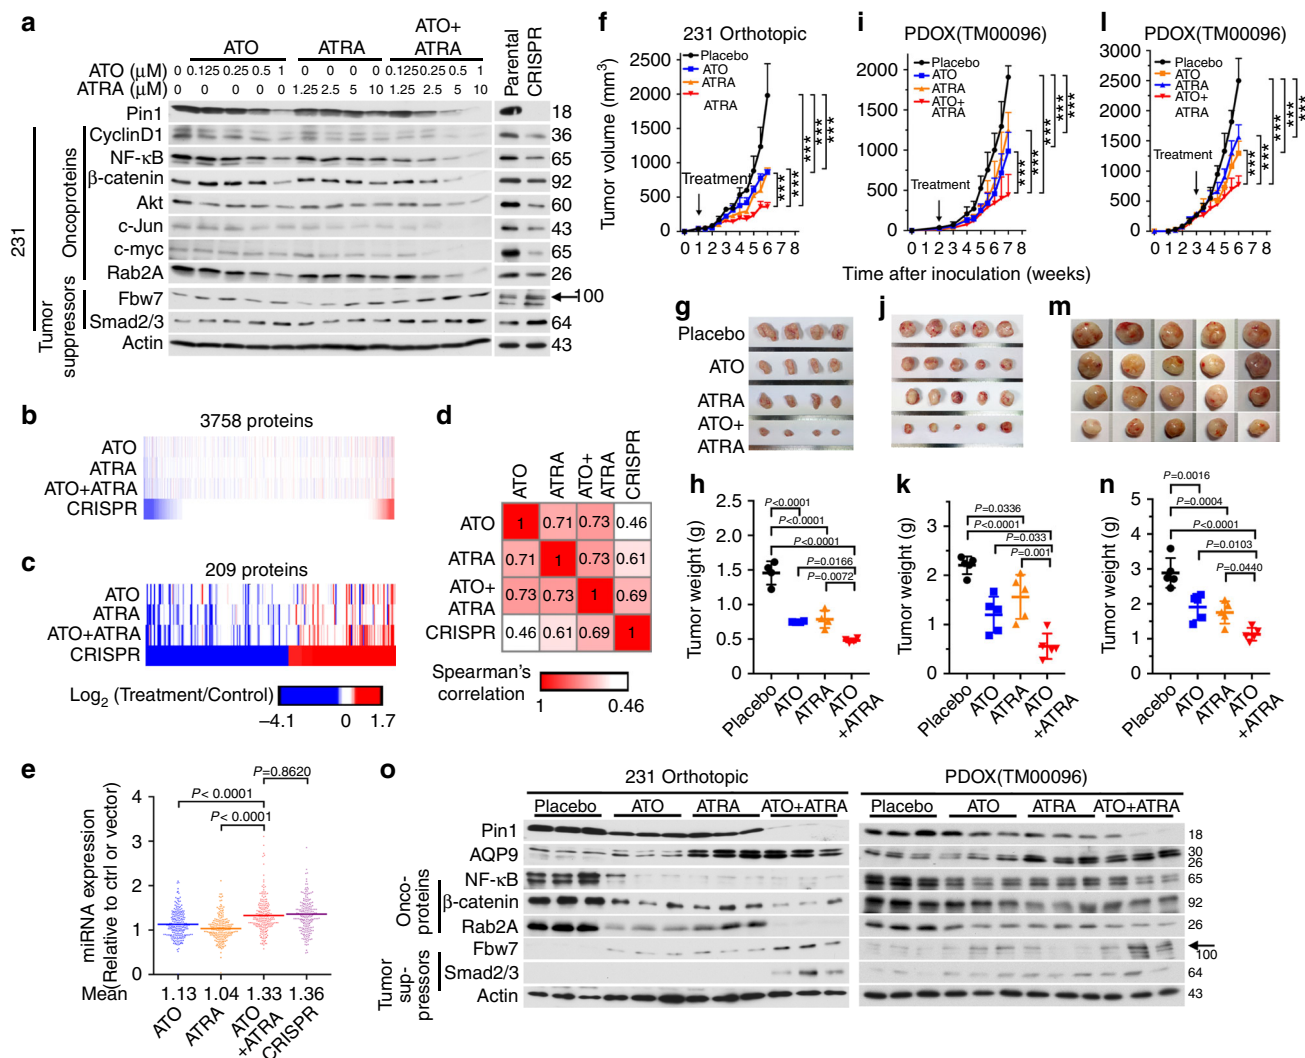 a
ATO
ATRA
ATO+
ATRA
ATO (μM) 0 0.125 0.25 0.5 1 0 0 0 0 0.125 0.25 0.5 1
ATRA (μM) 0 0 0 0 0 1.25 2.5 5 10 1.25 2.5 5 10
Parental
CRISPR
231
Oncoproteins
Tumor
suppressors
Pin1 18
CyclinD1 36
NF-κB 65
β-catenin 92
Akt 60
c-Jun 43
c-myc 65
Rab2A 26
Fbw7 100
Smad2/3 64
Actin 43
b
3758 proteins
ATO
ATRA
ATO+ATRA
CRISPR
c
209 proteins
ATO
ATRA
ATO+ATRA
CRISPR
Log2 (Treatment/Control)
−4.1 0 1.7
d
ATO
ATRA
ATO+
ATRA
CRISPR
ATO 1 0.71 0.73 0.46
ATRA 0.71 1 0.73 0.61
ATO+
ATRA 0.73 0.73 1 0.69
CRISPR 0.46 0.61 0.69 1
Spearman's
correlation
1 0.46
e
P=0.8620
P< 0.0001
P< 0.0001
miRNA expression
(Relative to ctrl or vector)
4
3
2
1
0
Mean 1.13 1.04 1.33 1.36
ATO
ATRA
ATO
+ATRA
CRISPR
f
231 Orthotopic
Placebo
ATO
ATRA
ATRA
Tumor volume (mm3)
2500
2000
1500
1000
500
0
Treatment
***
***
***
***
***
0 1 2 3 4 5 6 7 8
i
PDOX(TM00096)
Placebo
ATO
ATRA
ATO+
ATRA
2000
1500
1000
500
0
Treatment
***
***
***
***
***
0 1 2 3 4 5 6 7 8
l
PDOX(TM00096)
Placebo
ATO
ATRA
ATO+
ATRA
3000
2500
2000
1500
1000
500
0
Treatment
***
***
***
***
***
0 1 2 3 4 5 6 7 8
Time after inoculation (weeks)
g
j
m
Placebo
ATO
ATRA
ATO+
ATRA
h
Tumor weight (g)
2.5
2.0
1.5
1.0
0.5
0
P<0.0001
P<0.0001
P<0.0001
P=0.0166
P=0.0072
Placebo
ATO
ATRA
ATO
+ATRA
k
Tumor weight (g)
3
2
1
0
P=0.0336
P<0.0001
P=0.033
P=0.001
Placebo
ATO
ATRA
ATO
+ATRA
n
Tumor weight (g)
5
4
3
2
1
0
P=0.0016
P=0.0004
P<0.0001
P=0.0103
P=0.0440
Placebo
ATO
ATRA
ATO
+ATRA
o
231 Orthotopic
PDOX(TM00096)
Placebo ATO ATRA ATO+ATRA
Placebo ATO ATRA ATO+ATRA
Onco-
proteins
Tumor
sup-
pressors
Pin1 18
AQP9 30
26
NF-κB 65
β-catenin 92
Rab2A 26
Fbw7 100
Smad2/3 64
Actin 43